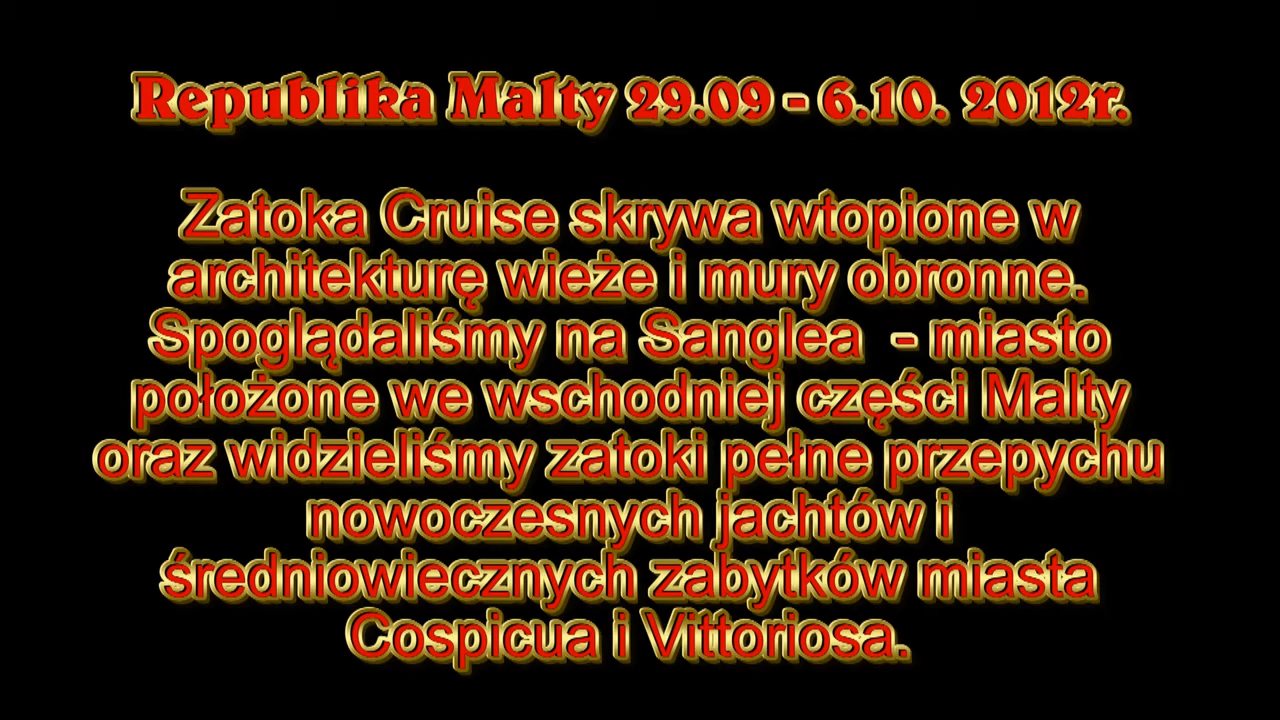 Republika Malty 29.09 - 6.10. 2012r.
Zatoka Cruise skrywa wtopione w
architekturę wieże i mury obronne.
Spoglądaliśmy na Sanglea - miasto
położone we wschodniej części Malty
oraz widzieliśmy zatoki pełne przepychu
nowoczesnych jachtów i
średniowiecznych zabytków miasta
Cospicua i Vittoriosa.